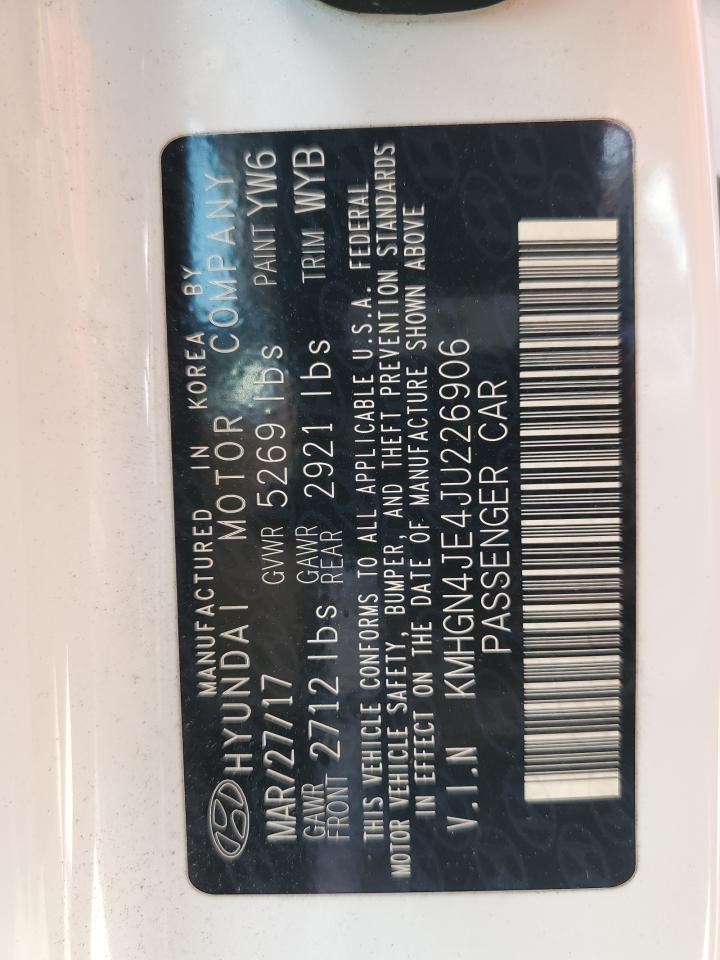 MANUFACTURED IN KOREA BY
HYUNDAI MOTOR COMPANY
MAR/27/17 GVWR 5269 lbs PAINT YW6
GAWR FRONT 2712 lbs GAWR REAR 2921 lbs TRIM WYB
THIS VEHICLE CONFORMS TO ALL APPLICABLE U.S.A. FEDERAL
MOTOR VEHICLE SAFETY, BUMPER, AND THEFT PREVENTION STANDARDS
IN EFFECT ON THE DATE OF MANUFACTURE SHOWN ABOVE
V.I.N KMHGN4JE4JU226906
PASSENGER CAR